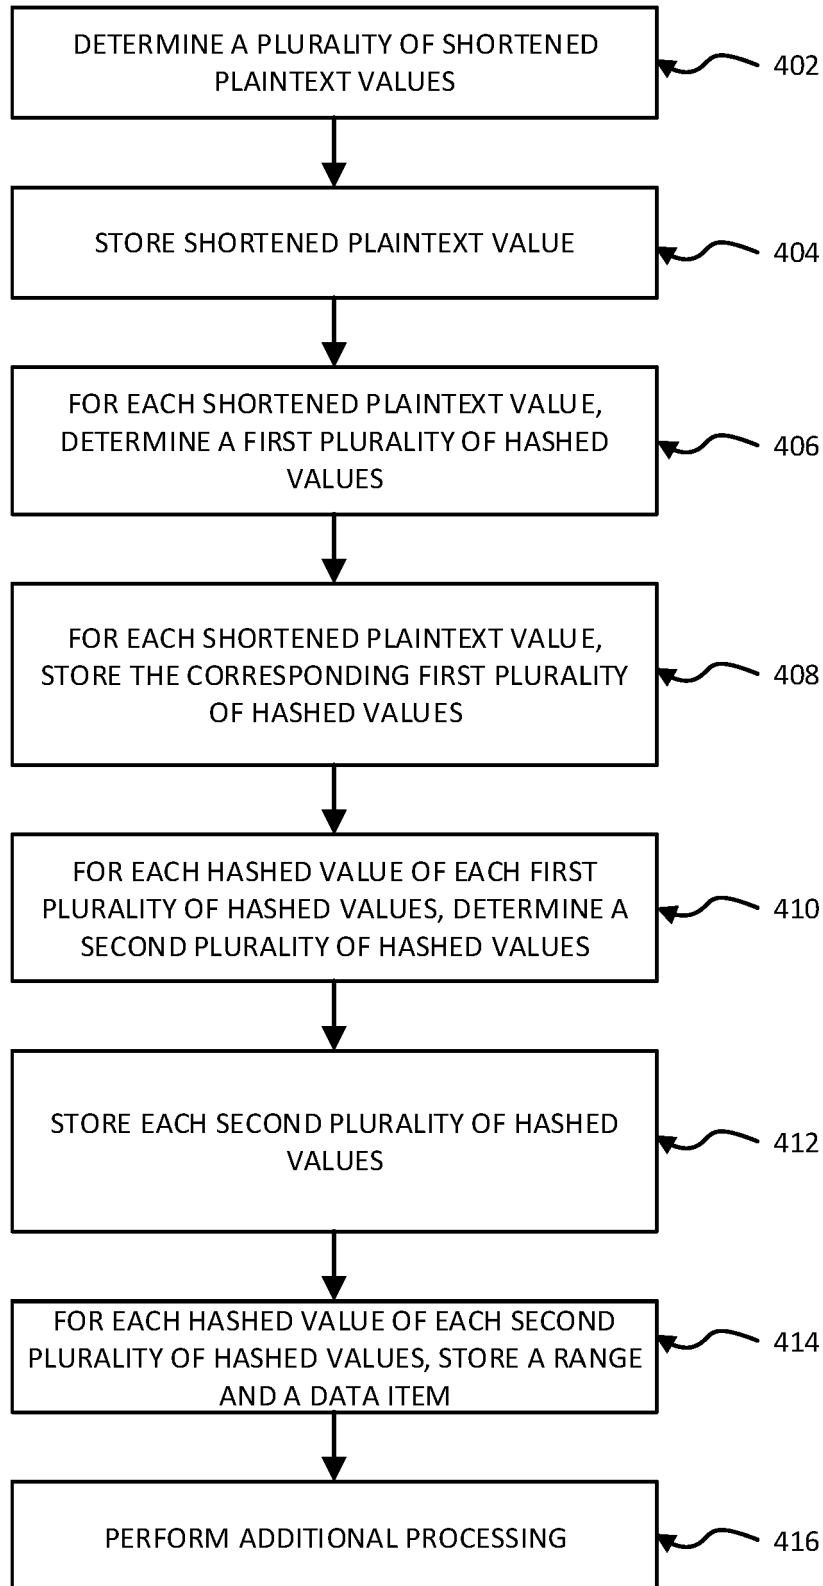 DETERMINE A PLURALITY OF SHORTENED
PLAINTEXT VALUES
402
STORE SHORTENED PLAINTEXT VALUE
404
FOR EACH SHORTENED PLAINTEXT VALUE,
DETERMINE A FIRST PLURALITY OF HASHED
VALUES
406
FOR EACH SHORTENED PLAINTEXT VALUE,
STORE THE CORRESPONDING FIRST PLURALITY
OF HASHED VALUES
408
FOR EACH HASHED VALUE OF EACH FIRST
PLURALITY OF HASHED VALUES, DETERMINE A
SECOND PLURALITY OF HASHED VALUES
410
STORE EACH SECOND PLURALITY OF HASHED
VALUES
412
FOR EACH HASHED VALUE OF EACH SECOND
PLURALITY OF HASHED VALUES, STORE A RANGE
AND A DATA ITEM
414
PERFORM ADDITIONAL PROCESSING
416